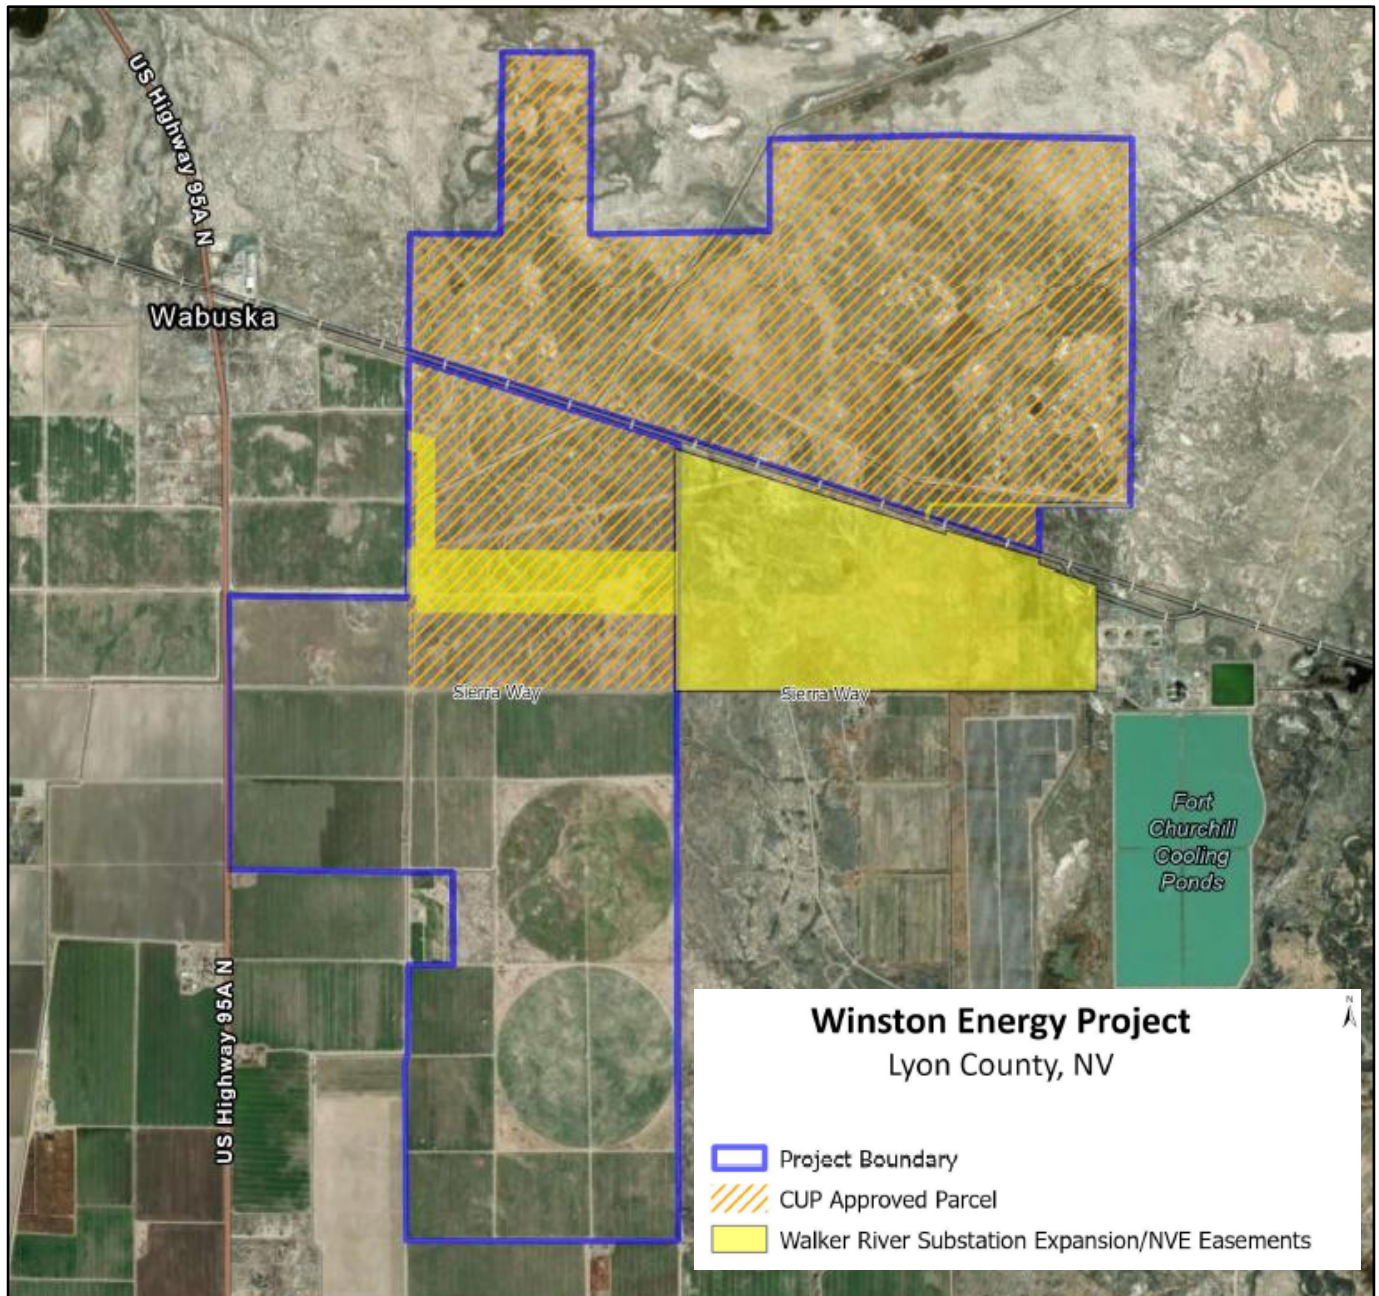 US Highway 95A N
Wabuska
Sierra Way
Sierra Way
Fort
Churchill
Cooling
Ponds
US Highway 95A N
Winston Energy Project
N
Lyon County, NV
Project Boundary
CUP Approved Parcel
Walker River Substation Expansion/NVE Easements